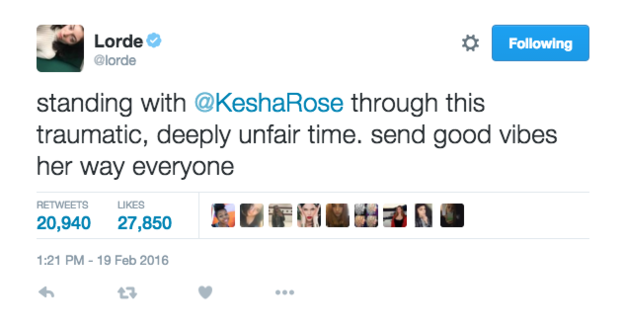 Lorde
@lorde
Following
standing with @KeshaRose through this
traumatic, deeply unfair time. send good vibes
her way everyone
RETWEETS LIKES
20,940 27,850
1:21 PM - 19 Feb 2016